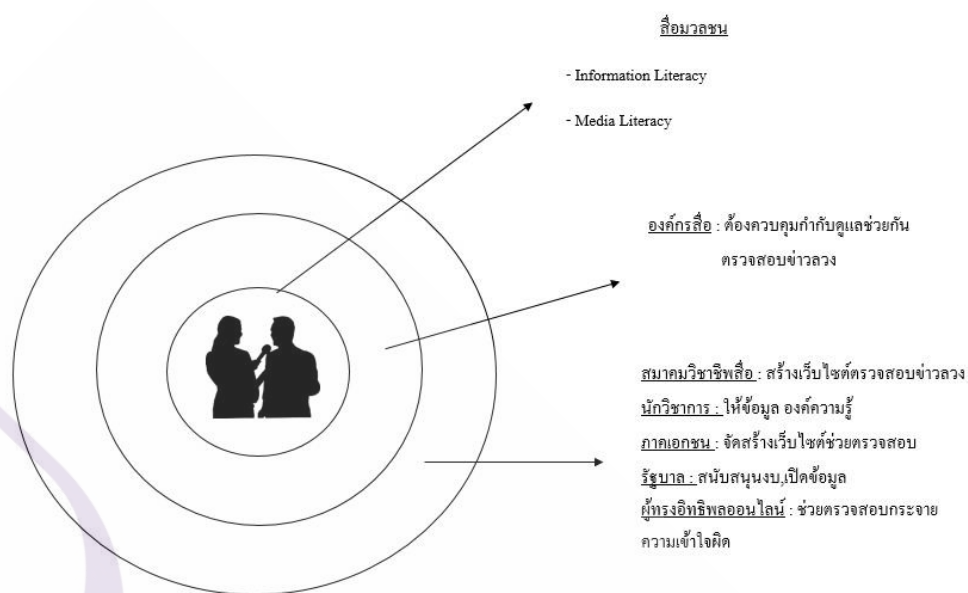 สื่อมวลชน
- Information Literacy
- Media Literacy
องค์กรสื่อ : ต้องควบคุมกำกับดูแลช่วยกัน
ตรวจสอบข่าวลวง
สมาคมวิชาชีพสื่อ : สร้างเว็บไซต์ตรวจสอบข่าวลวง
นักวิชาการ : ให้ข้อมูล องค์ความรู้
ภาคเอกชน : จัดสร้างเว็บไซต์ช่วยตรวจสอบ
รัฐบาล : สนับสนุนงบ,เปิดข้อมูล
ผู้ทรงอิทธิพลออนไลน์ : ช่วยตรวจสอบกระจาย
ความเข้าใจผิด